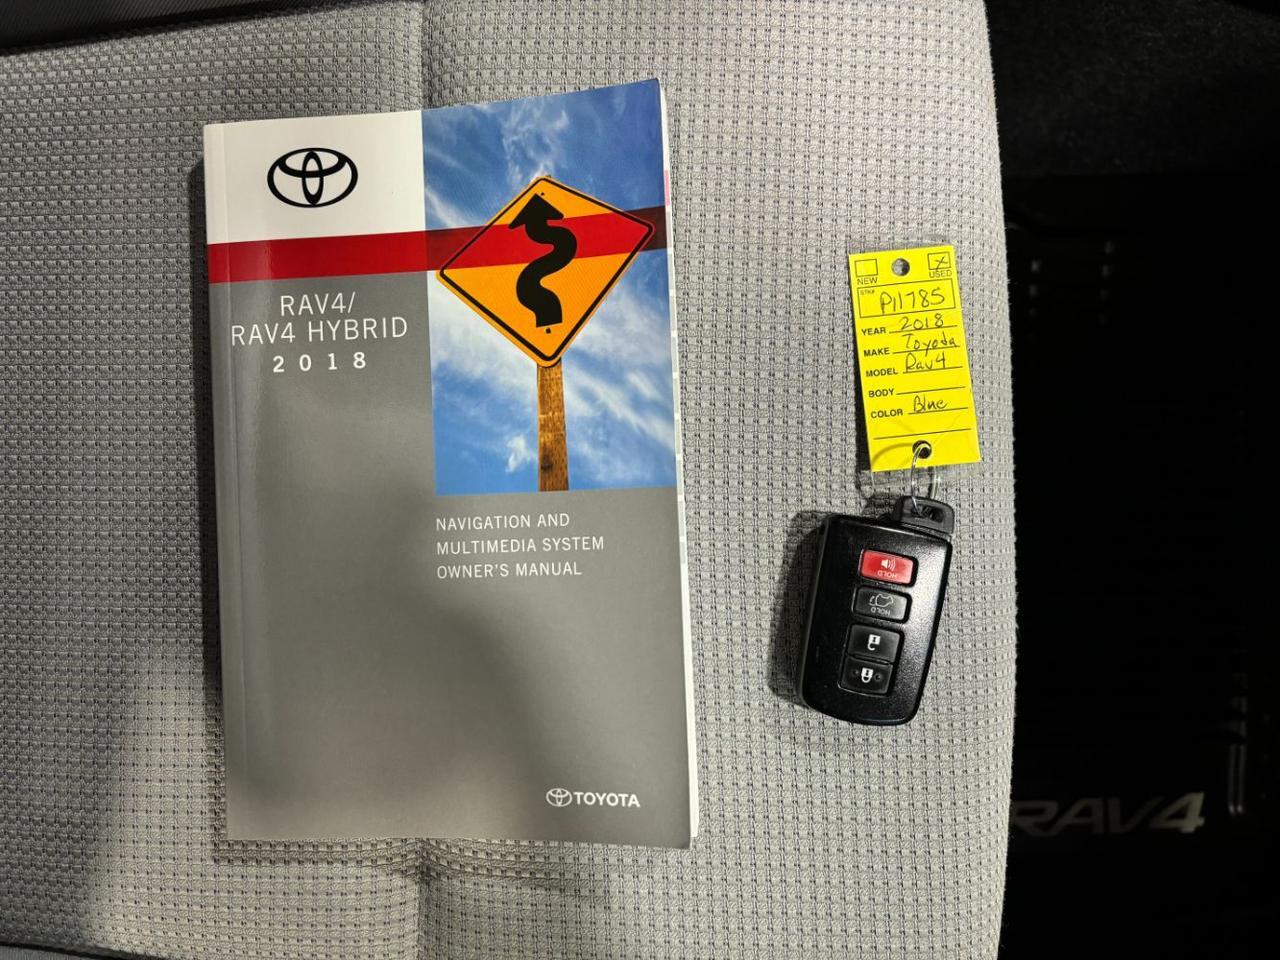 RAV4/
RAV4 HYBRID
2018
NAVIGATION AND
MULTIMEDIA SYSTEM
OWNER'S MANUAL
TOYOTA
NEW USED
STK# P11785
YEAR 2018
MAKE Toyota
MODEL Rav4
BODY
COLOR Blue
HOLD
HOLD
RAV4